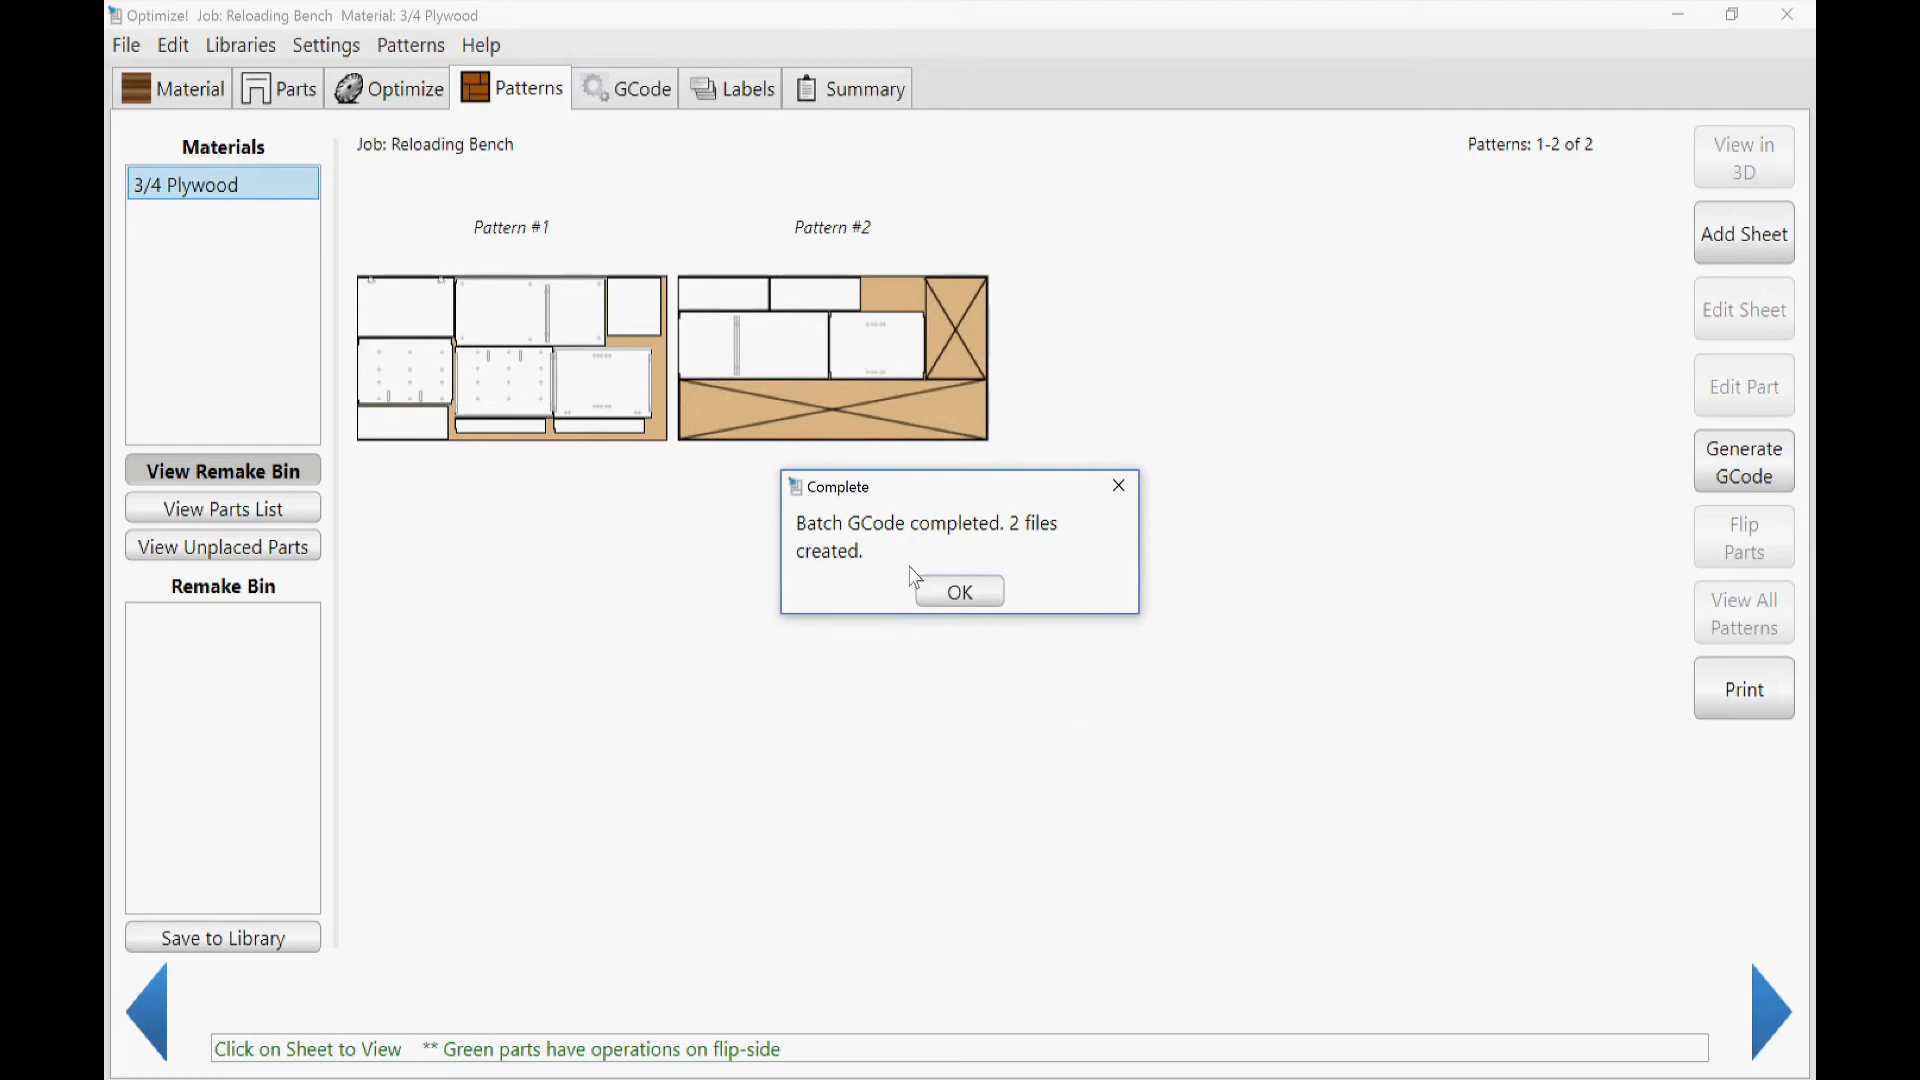 Optimize! Job: Reloading Bench Material: 3/4 Plywood
File Edit Libraries Settings Patterns Help
Material Parts Optimize Patterns GCode Labels Summary
Materials
3/4 Plywood
View Remake Bin
View Parts List
View Unplaced Parts
Remake Bin
Save to Library
Job: Reloading Bench
Patterns: 1-2 of 2
Pattern #1
Pattern #2
Complete
Batch GCode completed. 2 files
created.
OK
View in
3D
Add Sheet
Edit Sheet
Edit Part
Generate
GCode
Flip
Parts
View All
Patterns
Print
Click on Sheet to View ** Green parts have operations on flip-side